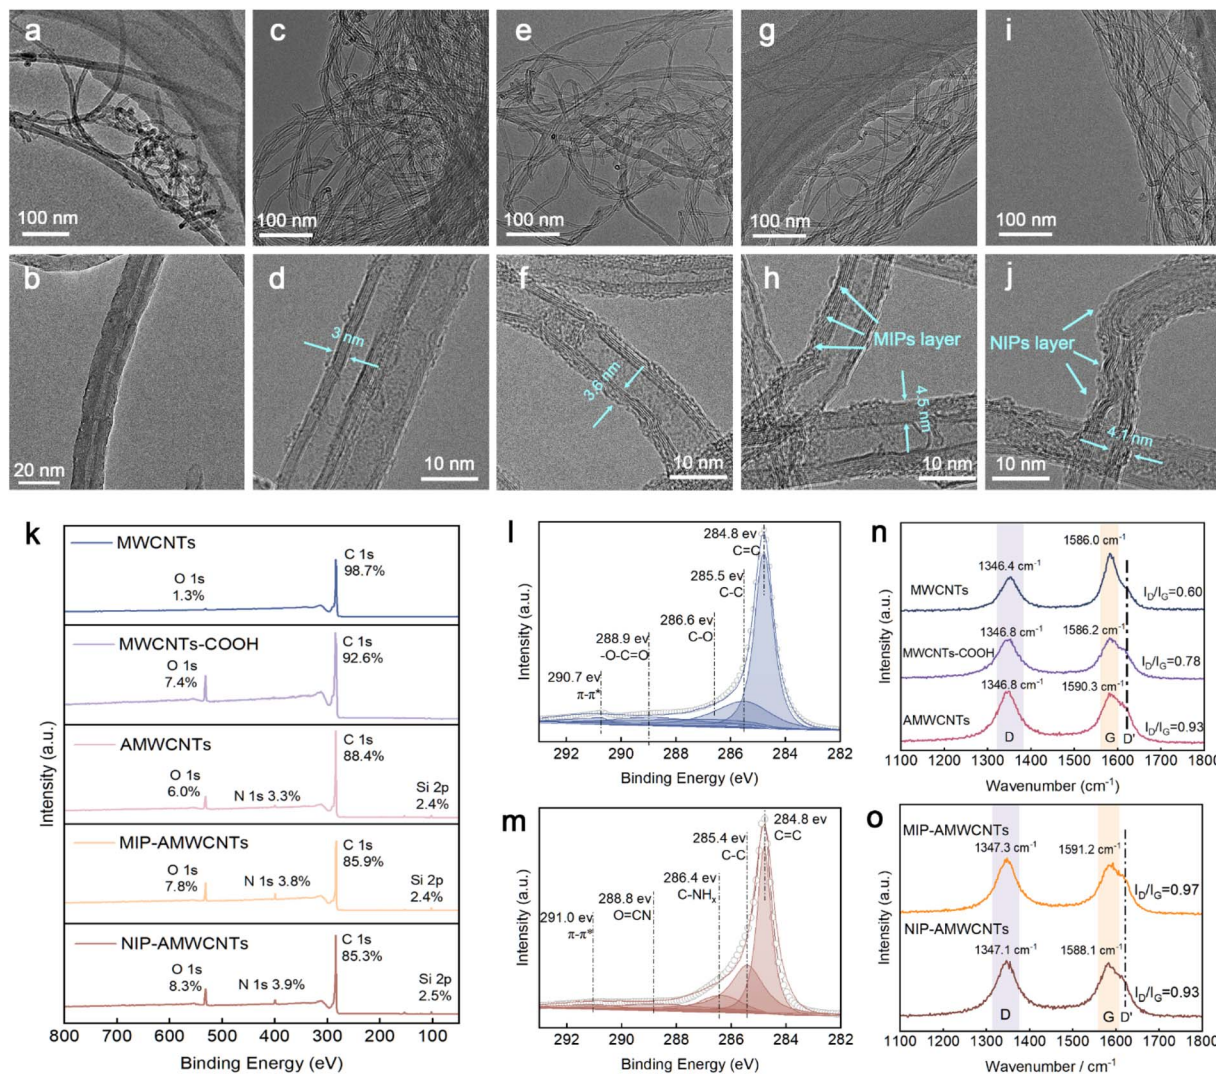 a
100 nm
c
100 nm
e
100 nm
g
100 nm
i
100 nm
b
20 nm
d
3 nm
10 nm
f
3.6 nm
10 nm
h
MIPs layer
4.5 nm
10 nm
j
NIPs layer
4.1 nm
10 nm
k
MWCNTs
C 1s
98.7%
O 1s
1.3%
MWCNTs-COOH
C 1s
92.6%
O 1s
7.4%
AMWCNTs
C 1s
88.4%
O 1s
6.0%
N 1s 3.3%
Si 2p
2.4%
MIP-AMWCNTs
C 1s
85.9%
O 1s
7.8%
N 1s 3.8%
Si 2p
2.4%
NIP-AMWCNTs
C 1s
85.3%
O 1s
8.3%
N 1s 3.9%
Si 2p
2.5%
800 700 600 500 400 300 200 100
Binding Energy (eV)
Intensity (a.u.)
l
284.8 ev
C=C
285.5 ev
C-C
286.6 ev
C-O
288.9 ev
-O-C=O
290.7 ev
π-π*
292 290 288 286 284 282
Binding Energy (eV)
Intensity (a.u.)
m
284.8 ev
C=C
285.4 ev
C-C
286.4 ev
C-NHₓ
288.8 ev
O=CN
291.0 ev
π-π*
292 290 288 286 284 282
Binding Energy (eV)
Intensity (a.u.)
n
1586.0 cm⁻¹
1346.4 cm⁻¹
MWCNTs
I_D/I_G=0.60
1346.8 cm⁻¹
1586.2 cm⁻¹
MWCNTs-COOH
I_D/I_G=0.78
1346.8 cm⁻¹
1590.3 cm⁻¹
AMWCNTs
I_D/I_G=0.93
D
G
D'
1100 1200 1300 1400 1500 1600 1700 1800
Wavenumber (cm⁻¹)
Intensity (a.u.)
o
MIP-AMWCNTs
1347.3 cm⁻¹
1591.2 cm⁻¹
I_D/I_G=0.97
NIP-AMWCNTs
1347.1 cm⁻¹
1588.1 cm⁻¹
I_D/I_G=0.93
D
G
D'
1100 1200 1300 1400 1500 1600 1700 1800
Wavenumber / cm⁻¹
Intensity (a.u.)